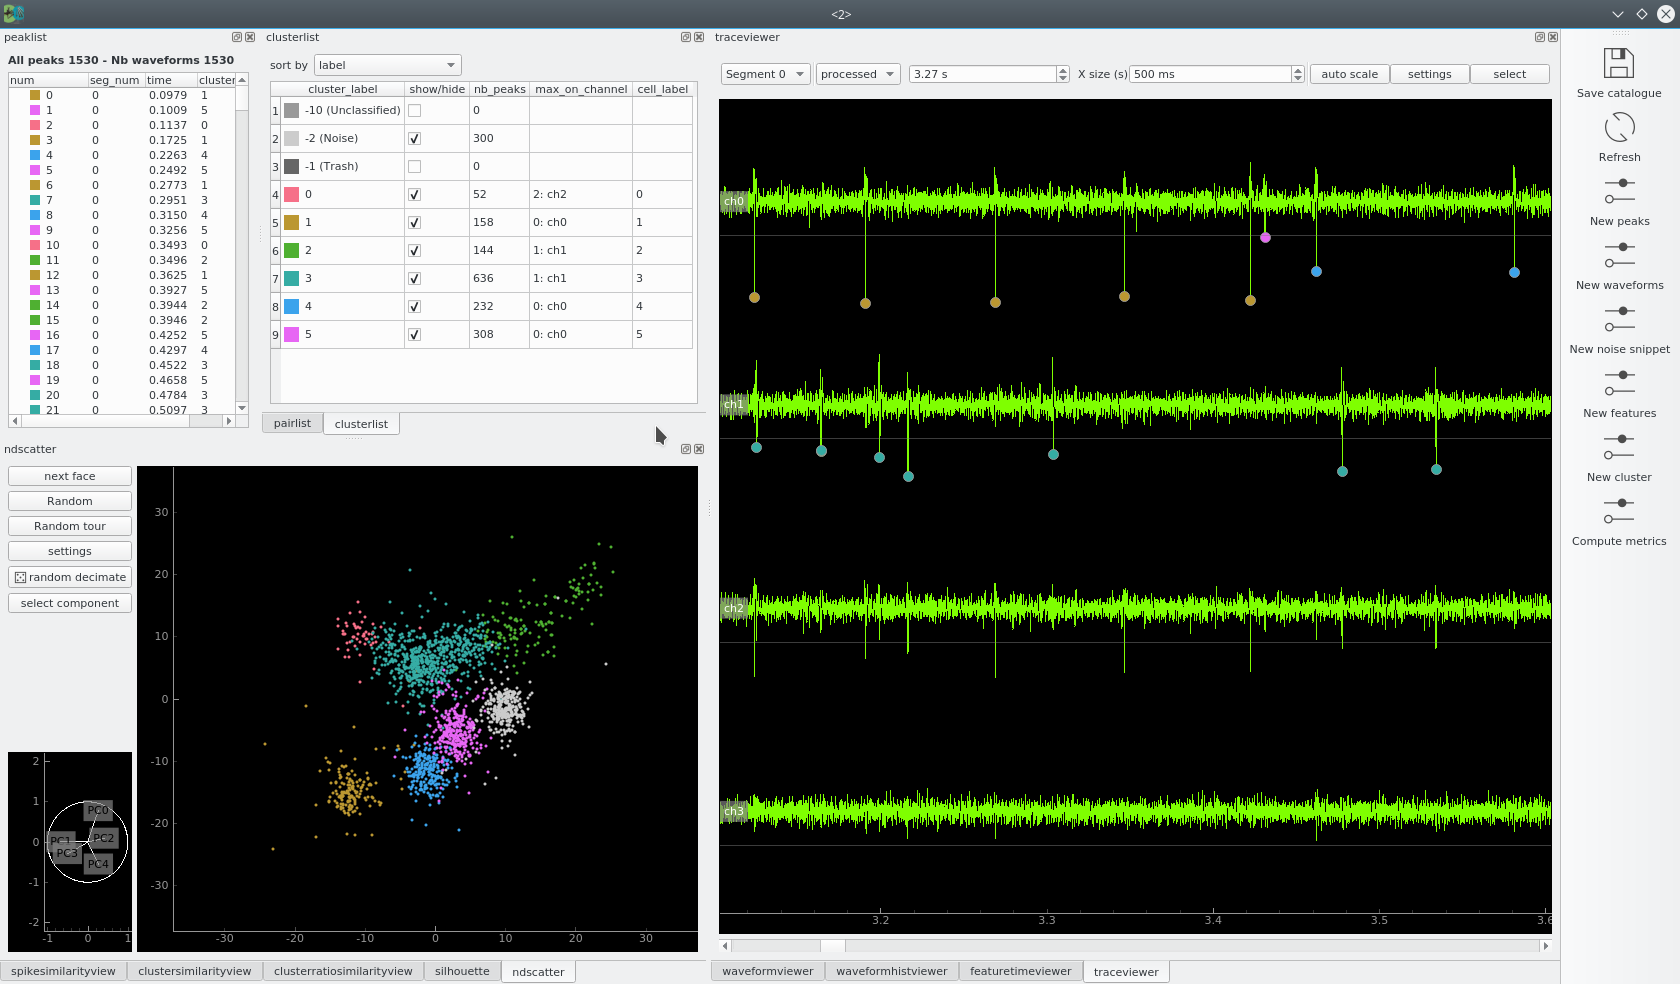 <2>
peaklist
All peaks 1530 - Nb waveforms 1530
num seg_num time cluster
0 0 0.0979 1
1 0 0.1009 5
2 0 0.1137 0
3 0 0.1725 1
4 0 0.2263 4
5 0 0.2492 5
6 0 0.2773 1
7 0 0.2951 3
8 0 0.3150 4
9 0 0.3256 5
10 0 0.3493 0
11 0 0.3496 2
12 0 0.3625 1
13 0 0.3927 5
14 0 0.3944 2
15 0 0.3946 2
16 0 0.4252 5
17 0 0.4297 4
18 0 0.4522 3
19 0 0.4658 5
20 0 0.4784 3
21 0 0.5097 3
clusterlist
sort by label
cluster_label show/hide nb_peaks max_on_channel cell_label
1 -10 (Unclassified) 0
2 -2 (Noise) 300
3 -1 (Trash) 0
4 0 52 2: ch2 0
5 1 158 0: ch0 1
6 2 144 1: ch1 2
7 3 636 1: ch1 3
8 4 232 0: ch0 4
9 5 308 0: ch0 5
pairlist clusterlist
ndscatter
next face
Random
Random tour
settings
random decimate
select component
2
1
0
-1
-2
-1 0 1
PC0
PC1 PC2
PC3
PC4
30
20
10
0
-10
-20
-30
-30 -20 -10 0 10 20 30
spikesimilarityview clustersimilarityview clusterratiosimilarityview silhouette ndscatter
traceviewer
Segment 0 processed 3.27 s X size (s) 500 ms auto scale settings select
ch0
ch1
ch2
ch3
3.2 3.3 3.4 3.5 3.6
waveformviewer waveformhistviewer featuretimeviewer traceviewer
Save catalogue
Refresh
New peaks
New waveforms
New noise snippet
New features
New cluster
Compute metrics